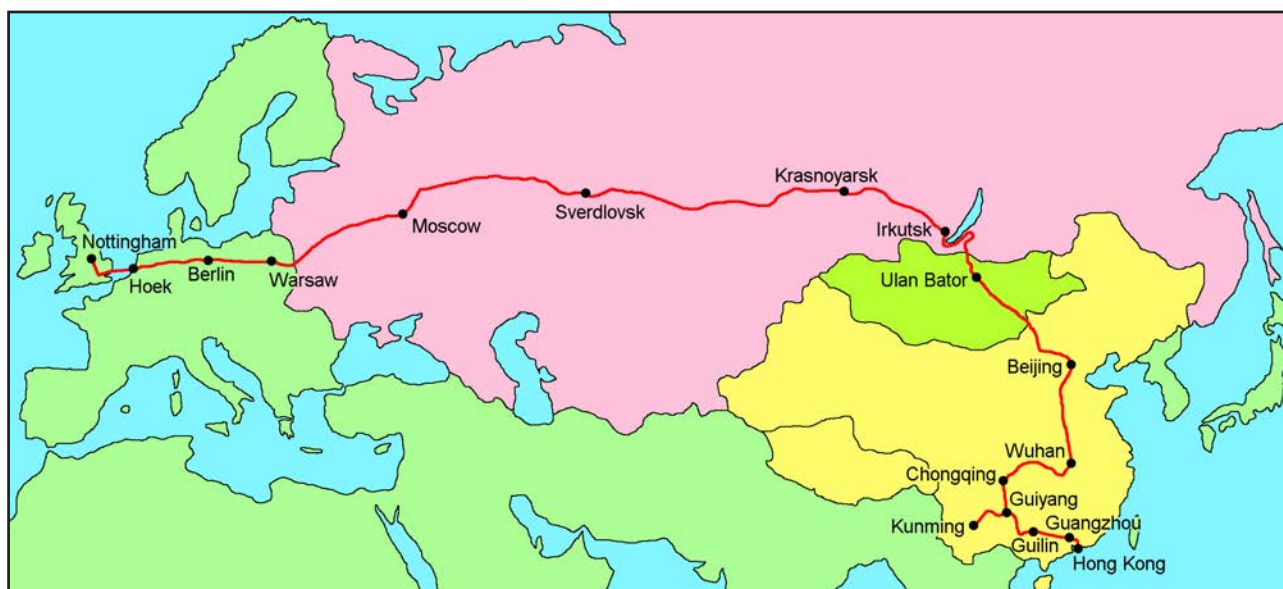 Krasnoyarsk
Sverdlovsk
Moscow
Irkutsk
Nottingham
Berlin
Warsaw
Hoek
Ulan Bator
Beijing
Wuhan
Chongqing
Guiyang
Kunming
Guangzhou
Guilin
Hong Kong